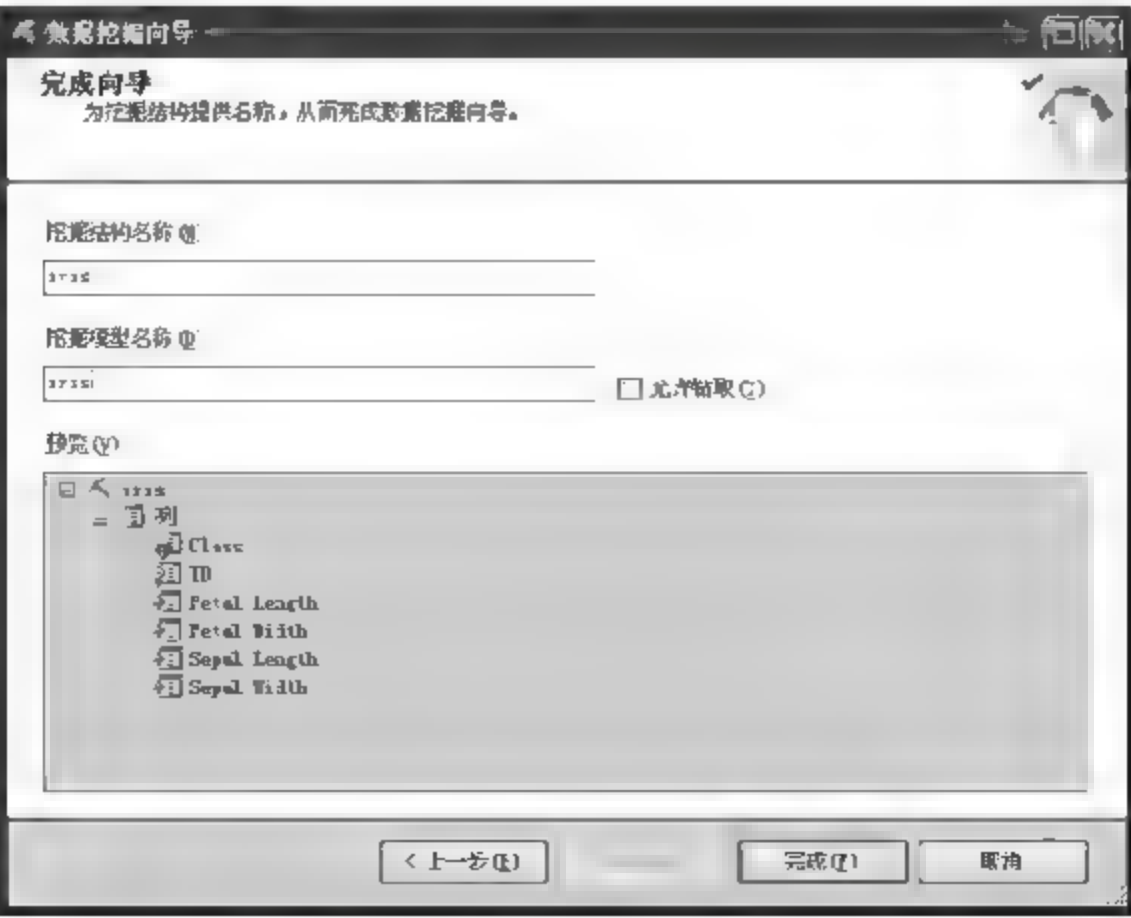 数据挖掘向导
完成向导
为挖掘结构提供名称，从而完成数据挖掘向导。
挖掘结构名称(M)
iris
挖掘模型名称(O)
iris
允许钻取(C)
预览(V)
iris
列
Class
ID
Petal Length
Petal Width
Sepal Length
Sepal Width
< 上一步(B)
完成(F)
取消